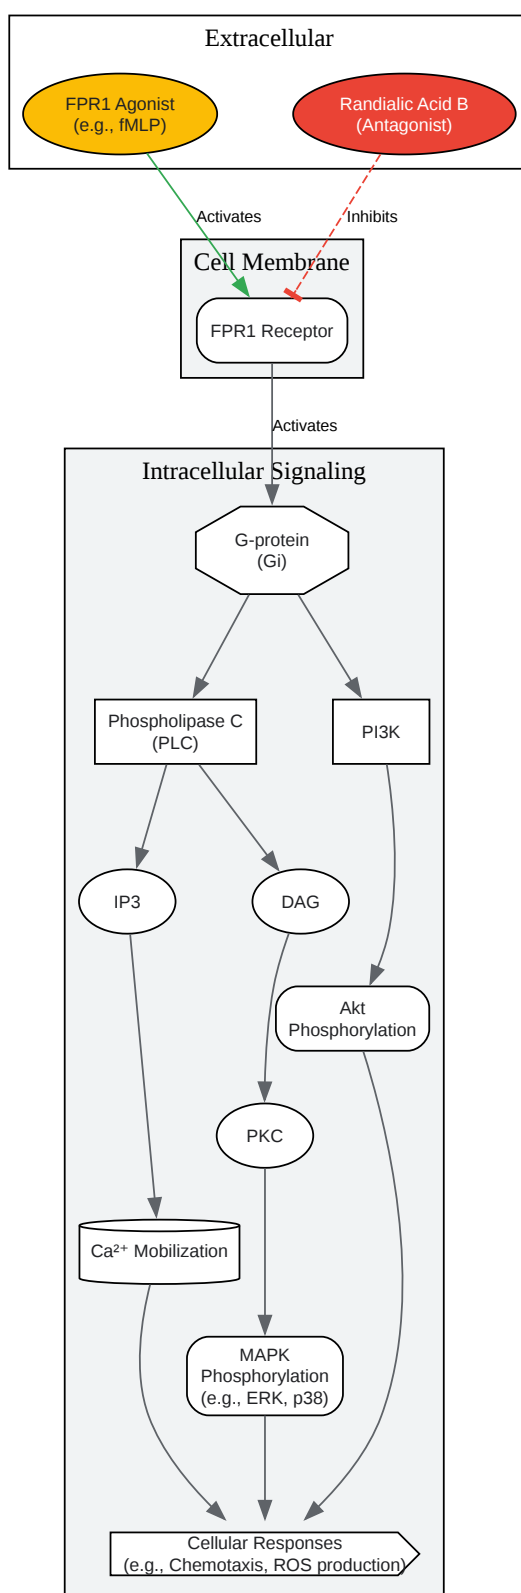 Extracellular
FPR1 Agonist
(e.g., fMLP)
Randialic Acid B
(Antagonist)
Activates
Inhibits
Cell Membrane
FPR1 Receptor
Activates
Intracellular Signaling
G-protein
(Gi)
Phospholipase C
(PLC)
PI3K
IP3
DAG
Akt
Phosphorylation
PKC
Ca²⁺ Mobilization
MAPK
Phosphorylation
(e.g., ERK, p38)
Cellular Responses
(e.g., Chemotaxis, ROS production)